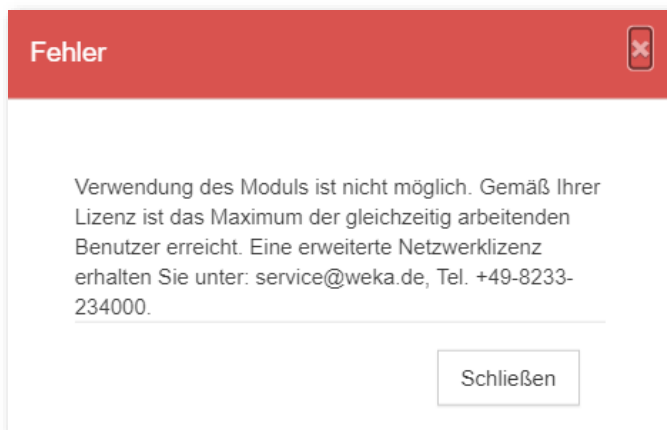 Fehler
Verwendung des Moduls ist nicht möglich. Gemäß Ihrer
Lizenz ist das Maximum der gleichzeitig arbeitenden
Benutzer erreicht. Eine erweiterte Netzwerklizenz
erhalten Sie unter: service@weka.de, Tel. +49-8233-
234000.
Schließen